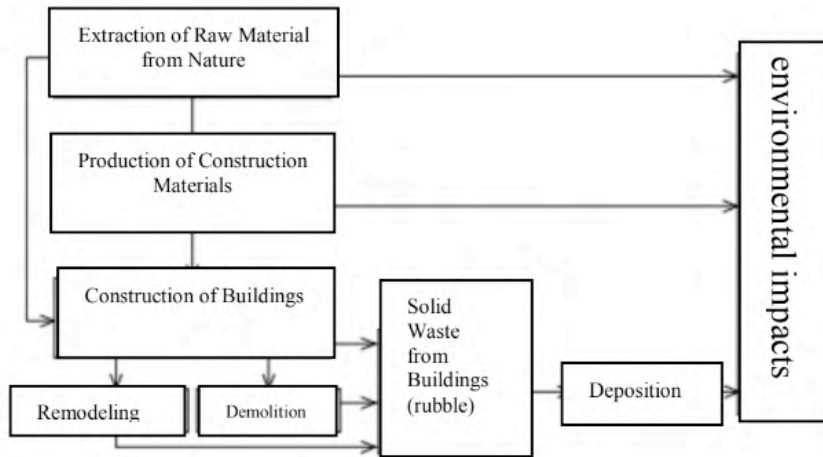 Extraction of Raw Material
from Nature
Production of Construction
Materials
Construction of Buildings
Remodeling
Demolition
Solid
Waste
from
Buildings
(rubble)
Deposition
environmental impacts